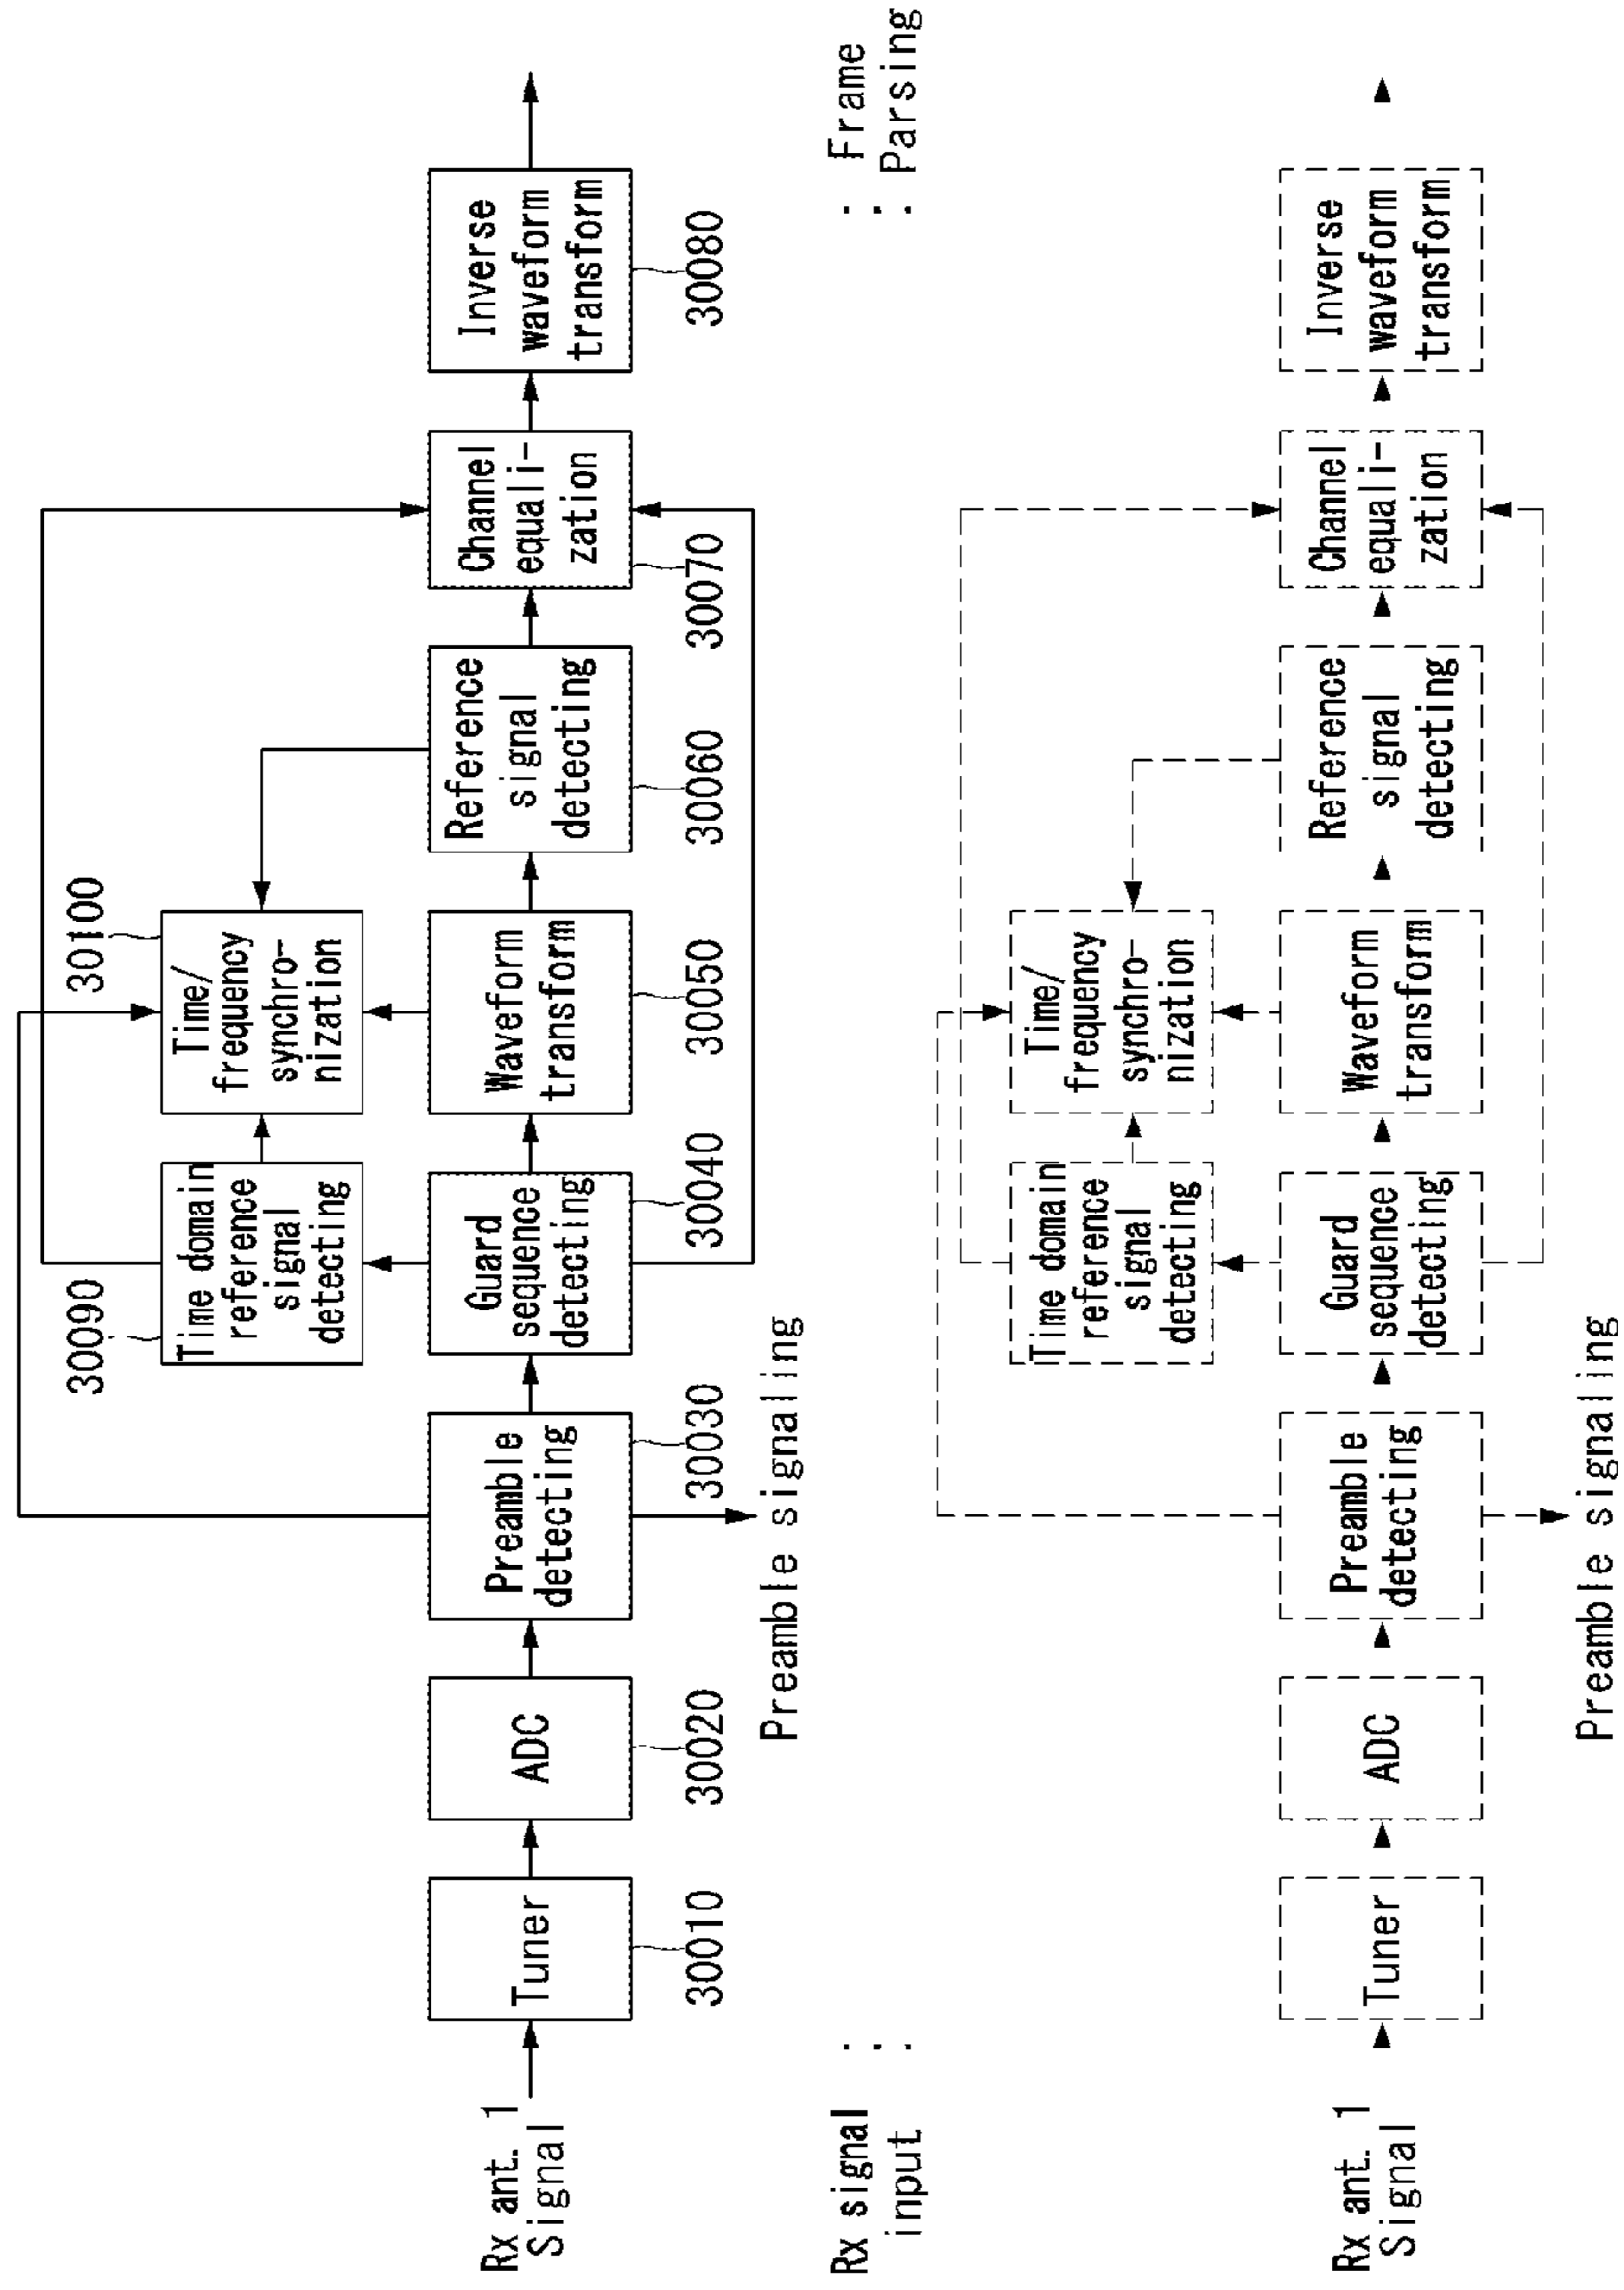 30090
30100
Time domain
reference
signal
detecting
Time/
frequency
synchro-
nization
Rx ant. 1
Signal
Tuner
ADC
Preamble
detecting
Guard
sequence
detecting
Waveform
transform
Reference
signal
detecting
Channel
equali-
zation
Inverse
waveform
transform
30010
30020
30030
30040
30050
30060
30070
30080
Preamble signaling
Rx signal
input
Frame
Parsing
Time domain
reference
signal
detecting
Time/
frequency
synchro-
nization
Rx ant. 1
Signal
Tuner
ADC
Preamble
detecting
Guard
sequence
detecting
Waveform
transform
Reference
signal
detecting
Channel
equali-
zation
Inverse
waveform
transform
Preamble signaling